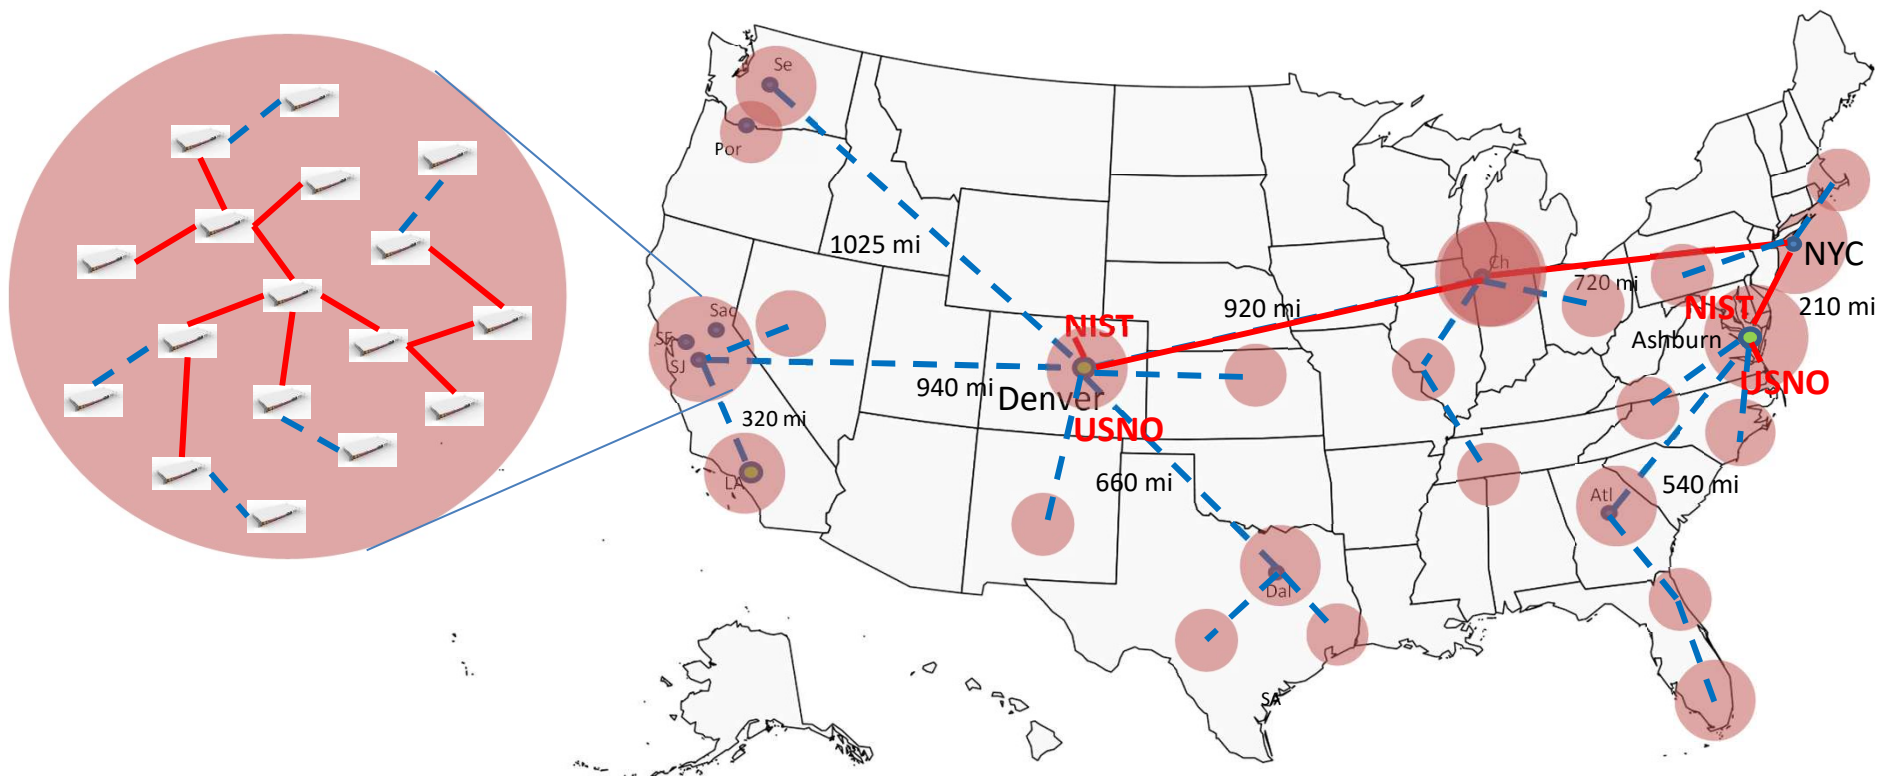 Se
Por
1025 mi
Ch
NYC
720 mi
920 mi
NIST
NIST
210 mi
Sac
SF
SJ
Ashburn
940 mi
Denver
USNO
USNO
320 mi
660 mi
LA
540 mi
Atl
Dal
SA